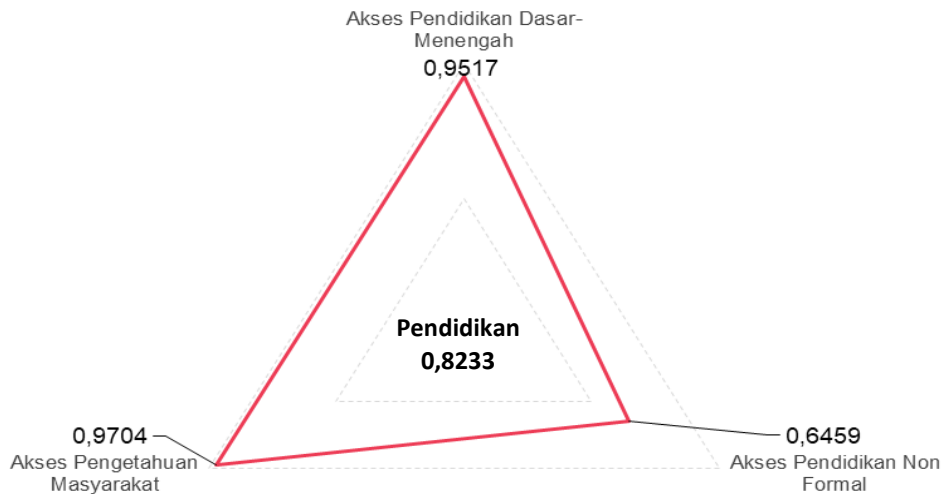 Akses Pendidikan Dasar-
Menengah
0,9517
Pendidikan
0,8233
0,9704
Akses Pengetahuan
Masyarakat
0,6459
Akses Pendidikan Non
Formal